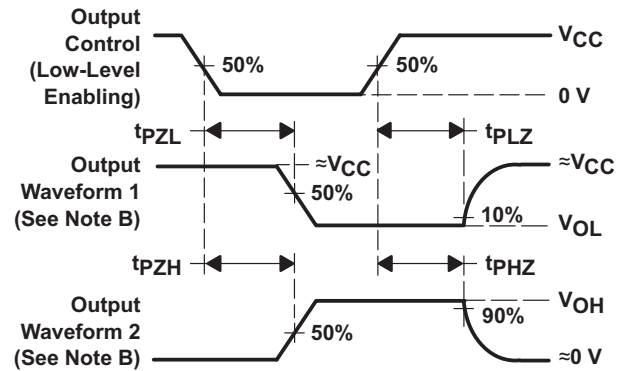 Output
Control
(Low-Level
Enabling)
50%
50%
VCC
0 V
tPZL
tPLZ
Output
Waveform 1
(See Note B)
≈VCC
50%
≈VCC
10%
VOL
tPZH
tPHZ
Output
Waveform 2
(See Note B)
50%
VOH
90%
≈0 V